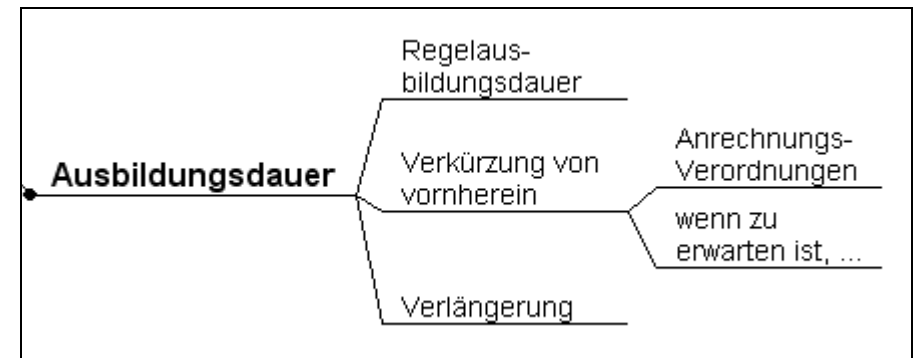 Regelaus-
bildungsdauer
Anrechnungs-
Verordnungen
Ausbildungsdauer
Verkürzung von
vornherein
wenn zu
erwarten ist, ...
Verlängerung